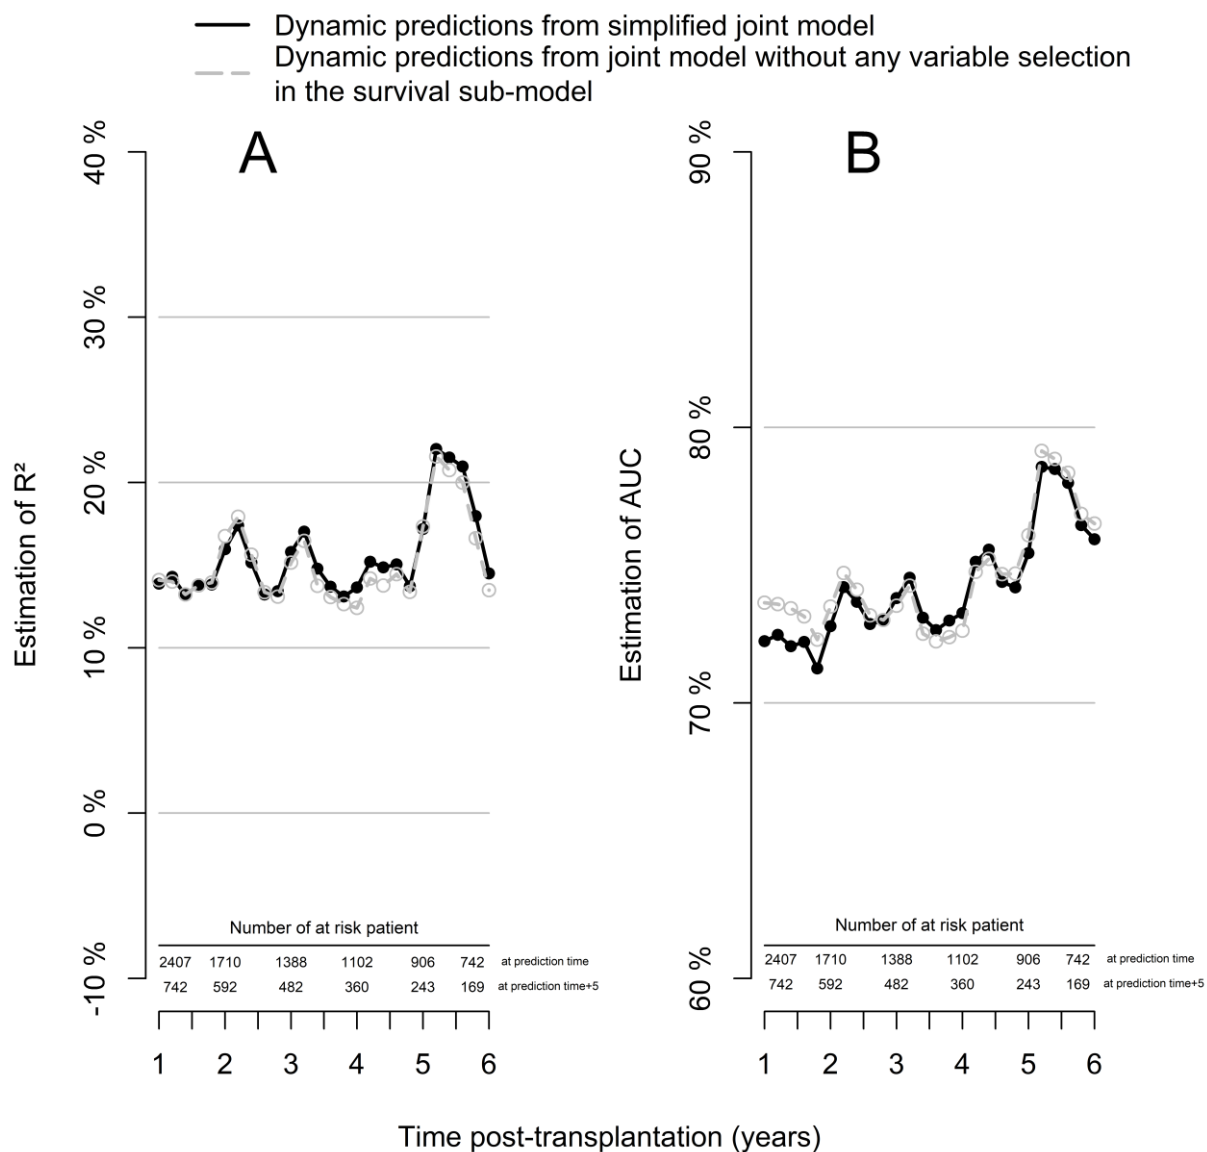 Dynamic predictions from simplified joint model
Dynamic predictions from joint model without any variable selection
in the survival sub-model
A
Estimation of R²
40 %
30 %
20 %
10 %
0 %
-10 %
Number of at risk patient
2407 1710 1388 1102 906 742 at prediction time
742 592 482 360 243 169 at prediction time+5
1 2 3 4 5 6
B
Estimation of AUC
90 %
80 %
70 %
60 %
Number of at risk patient
2407 1710 1388 1102 906 742 at prediction time
742 592 482 360 243 169 at prediction time+5
1 2 3 4 5 6
Time post-transplantation (years)